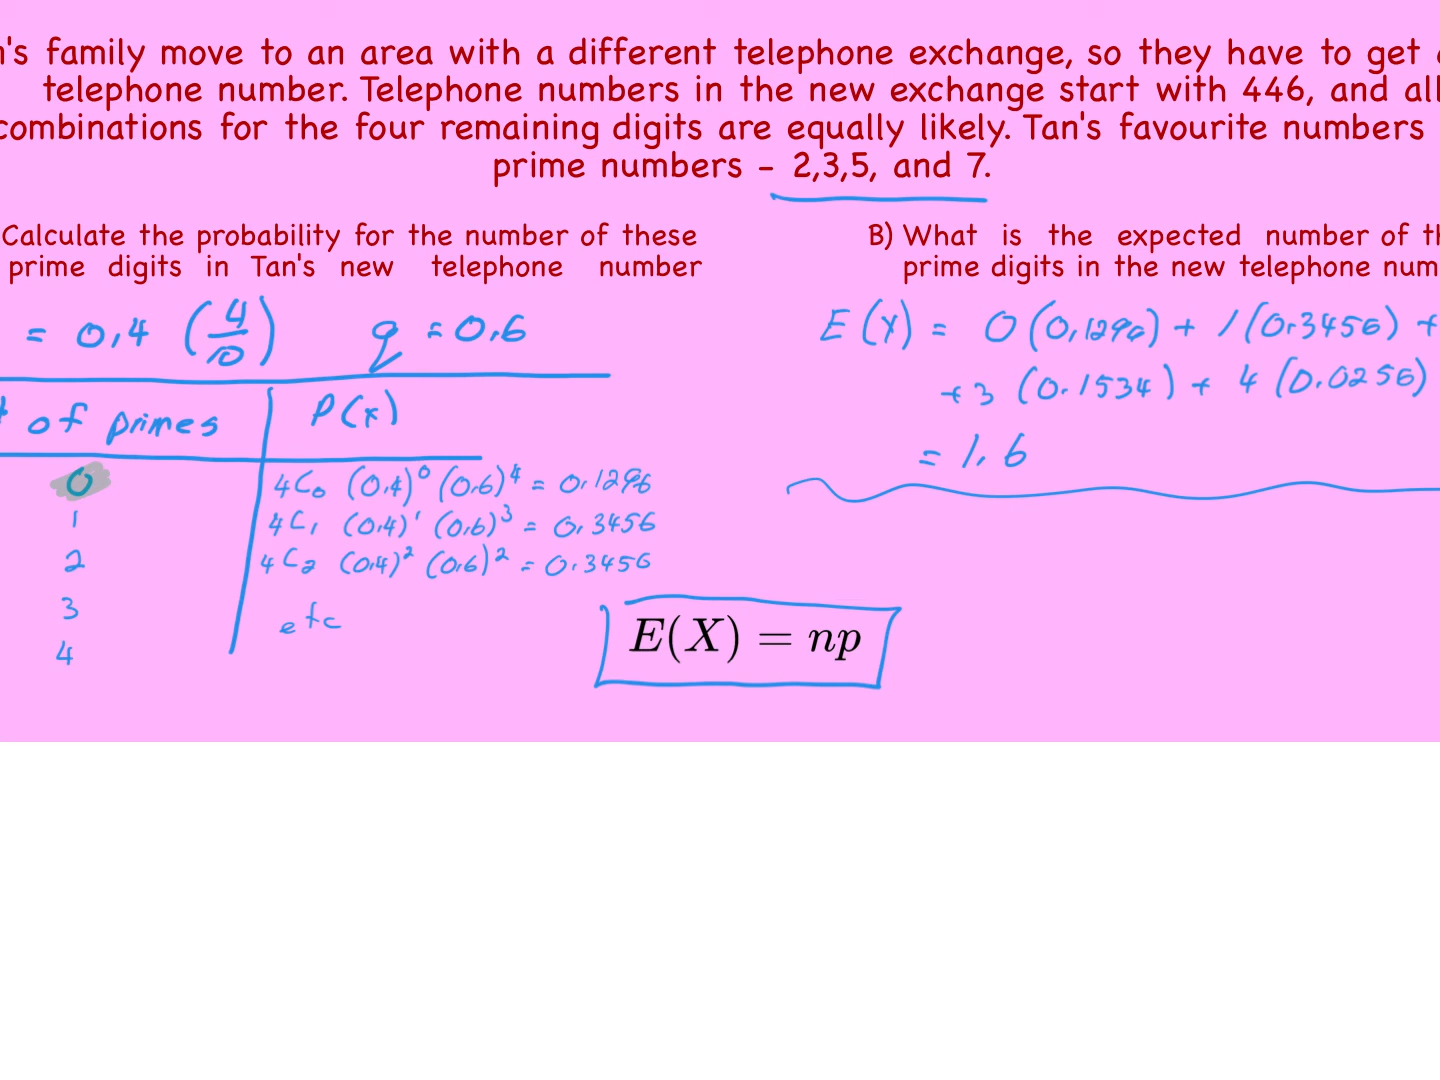 n's family move to an area with a different telephone exchange, so they have to get a
telephone number. Telephone numbers in the new exchange start with 446, and all
combinations for the four remaining digits are equally likely. Tan's favourite numbers
prime numbers - 2,3,5, and 7.
Calculate the probability for the number of these
prime digits in Tan's new telephone number
= 0.4 (4/10) q = 0.6
# of primes P(x)
0 4C0 (0.4)^0 (0.6)^4 = 0.1296
1 4C1 (0.4)^1 (0.6)^3 = 0.3456
2 4C2 (0.4)^2 (0.6)^2 = 0.3456
3 etc
4
B) What is the expected number of th
prime digits in the new telephone num
E(x) = 0(0.1296) + 1(0.3456) +
+ 3 (0.1534) + 4 (0.0256)
= 1.6
E(X) = np